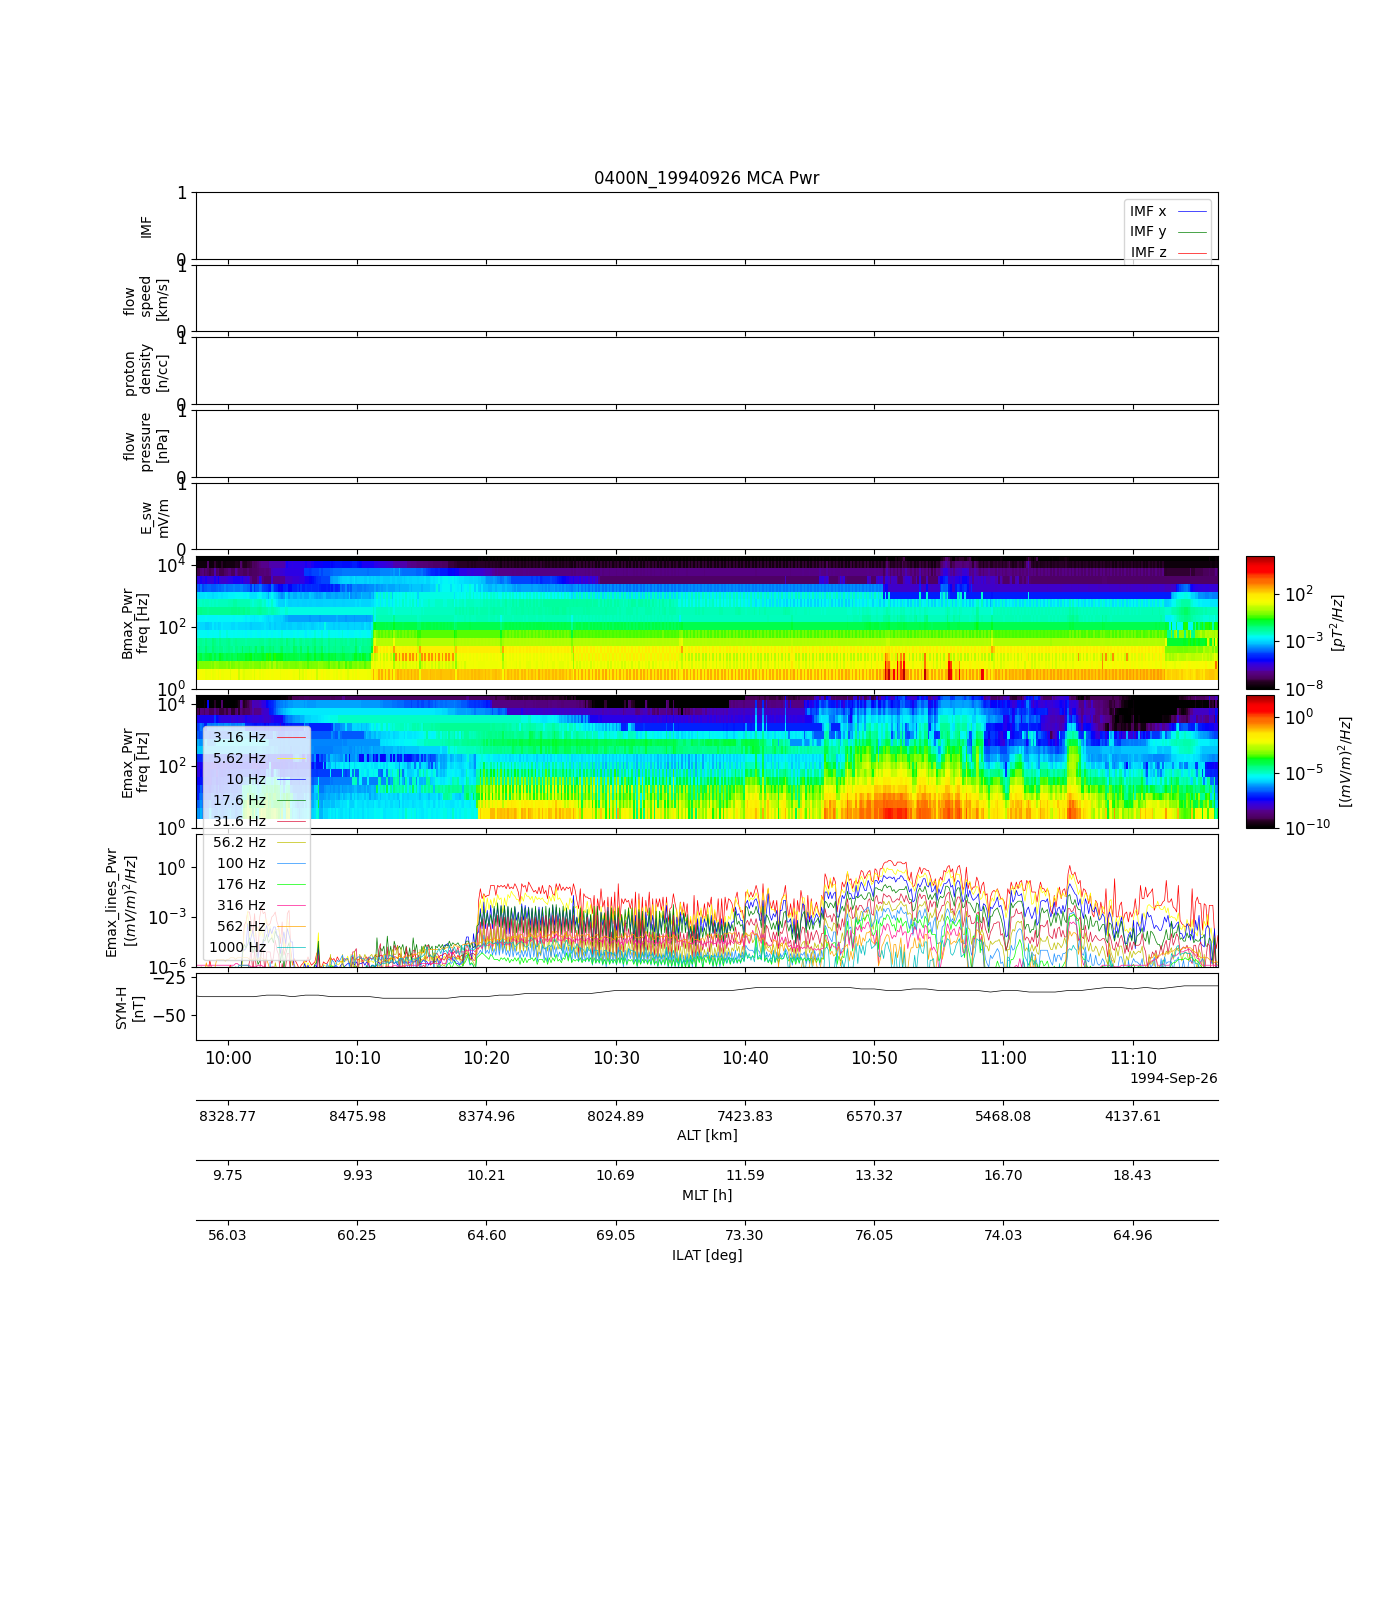 0400N_19940926 MCA Pwr
1
IMF
0
IMF x
IMF y
IMF z
1
flow
speed
[km/s]
0
1
proton
density
[n/cc]
0
1
flow
pressure
[nPa]
0
1
E_sw
mV/m
0
10^4
10^2
10^0
Bmax_Pwr
freq [Hz]
10^2
10^-3
10^-8
[pT^2/Hz]
10^4
10^2
10^0
Emax_Pwr
freq [Hz]
10^0
10^-5
10^-10
[(mV/m)^2/Hz]
3.16 Hz
5.62 Hz
10 Hz
17.6 Hz
31.6 Hz
56.2 Hz
100 Hz
176 Hz
316 Hz
562 Hz
1000 Hz
10^0
10^-3
10^-6
Emax_lines_Pwr
[(mV/m)^2/Hz]
−25
−50
SYM-H
[nT]
10:00 10:10 10:20 10:30 10:40 10:50 11:00 11:10
1994-Sep-26
8328.77 8475.98 8374.96 8024.89 7423.83 6570.37 5468.08 4137.61
ALT [km]
9.75 9.93 10.21 10.69 11.59 13.32 16.70 18.43
MLT [h]
56.03 60.25 64.60 69.05 73.30 76.05 74.03 64.96
ILAT [deg]